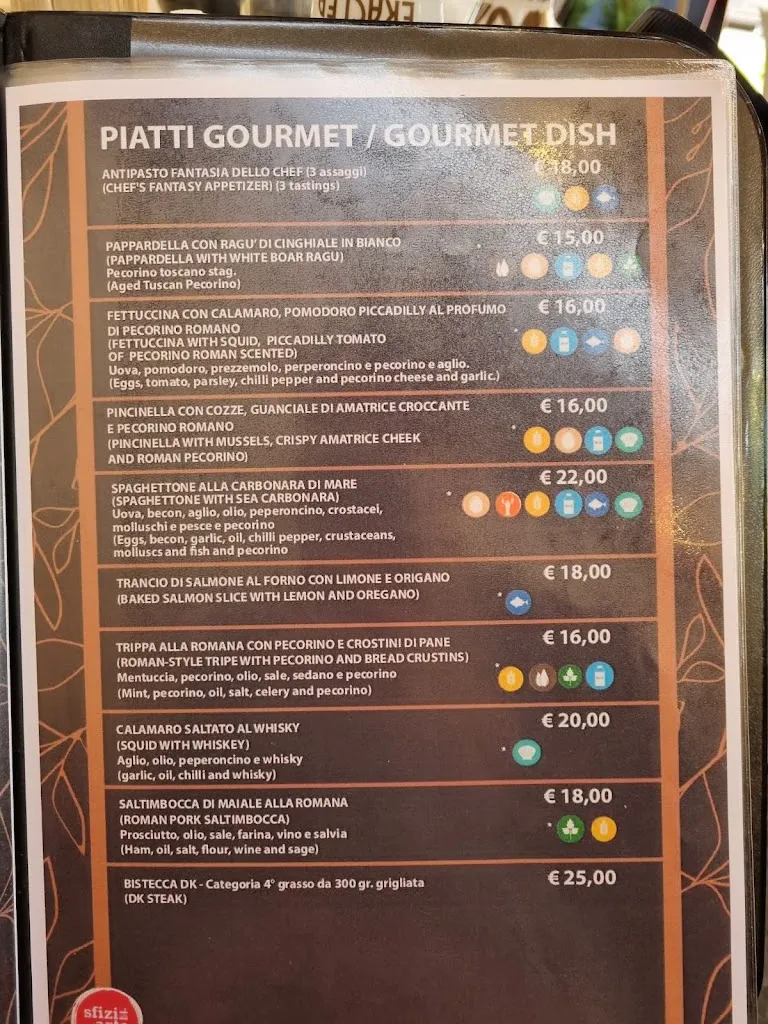 PIATTI GOURMET / GOURMET DISH
ANTIPASTO FANTASIA DELLO CHEF (3 assaggi)
€ 18,00
(CHEF'S FANTASY APPETIZER) (3 tastings)
PAPPARDELLA CON RAGU' DI CINGHIALE IN BIANCO
€ 15,00
(PAPPARDELLA WITH WHITE BOAR RAGU)
Pecorino toscano stag.
(Aged Tuscan Pecorino)
FETTUCCINA CON CALAMARO, POMODORO PICCADILLY AL PROFUMO
€ 16,00
DI PECORINO ROMANO
(FETTUCCINA WITH SQUID, PICCADILLY TOMATO
OF PECORINO ROMAN SCENTED)
Uova, pomodoro, prezzemolo, perperoncino e pecorino e aglio.
(Eggs, tomato, parsley, chilli pepper and pecorino cheese and garlic.)
PINCINELLA CON COZZE, GUANCIALE DI AMATRICE CROCCANTE
€ 16,00
E PECORINO ROMANO
(PINCINELLA WITH MUSSELS, CRISPY AMATRICE CHEEK
AND ROMAN PECORINO)
SPAGHETTONE ALLA CARBONARA DI MARE
€ 22,00
(SPAGHETTONE WITH SEA CARBONARA)
Uova, becon, aglio, olio, peperoncino, crostacei,
molluschi e pesce e pecorino
(Eggs, becon, garlic, oil, chilli pepper, crustaceans,
molluscs and fish and pecorino
TRANCIO DI SALMONE AL FORNO CON LIMONE E ORIGANO
€ 18,00
(BAKED SALMON SLICE WITH LEMON AND OREGANO)
TRIPPA ALLA ROMANA CON PECORINO E CROSTINI DI PANE
€ 16,00
(ROMAN-STYLE TRIPE WITH PECORINO AND BREAD CRUSTINS)
Mentuccia, pecorino, olio, sale, sedano e pecorino
(Mint, pecorino, oil, salt, celery and pecorino)
CALAMARO SALTATO AL WHISKY
€ 20,00
(SQUID WITH WHISKEY)
Aglio, olio, peperoncino e whisky
(garlic, oil, chilli and whisky)
SALTIMBOCCA DI MAIALE ALLA ROMANA
€ 18,00
(ROMAN PORK SALTIMBOCCA)
Prosciutto, olio, sale, farina, vino e salvia
(Ham, oil, salt, flour, wine and sage)
BISTECCA DK - Categoria 4° grasso da 300 gr. grigliata
€ 25,00
(DK STEAK)